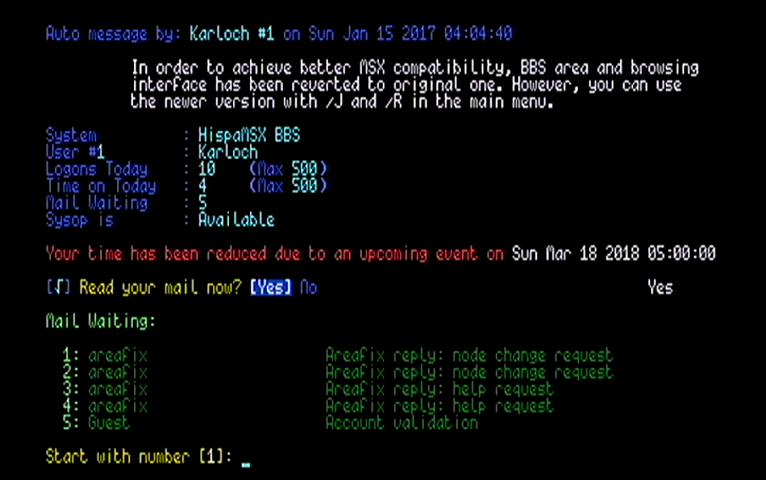 Auto message by: Karloch #1 on Sun Jan 15 2017 04:04:40
In order to achieve better MSX compatibility, BBS area and browsing
interface has been reverted to original one. However, you can use
the newer version with /J and /R in the main menu.
System : HispaMSX BBS
User #1 : Karloch
Logons Today : 10 (Max 500)
Time on Today : 4 (Max 500)
Mail Waiting : 5
Sysop is : Available
Your time has been reduced due to an upcoming event on Sun Mar 18 2018 05:00:00
[√] Read your mail now? [Yes] No Yes
Mail Waiting:
1: areafix Areafix reply: node change request
2: areafix Areafix reply: node change request
3: areafix Areafix reply: help request
4: areafix Areafix reply: help request
5: Guest Account validation
Start with number [1]: _